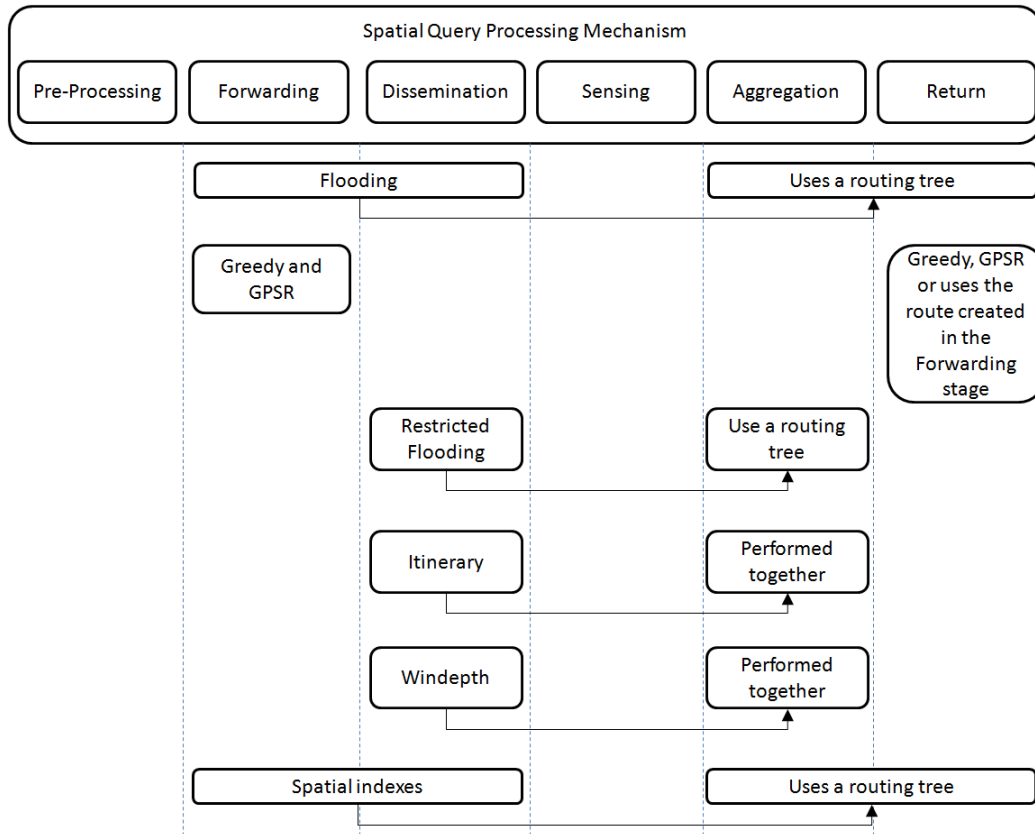 Spatial Query Processing Mechanism
Pre-Processing
Forwarding
Dissemination
Sensing
Aggregation
Return
Flooding
Uses a routing tree
Greedy and
GPSR
Greedy, GPSR
or uses the
route created
in the
Forwarding
stage
Restricted
Flooding
Use a routing
tree
Itinerary
Performed
together
Windepth
Performed
together
Spatial indexes
Uses a routing tree